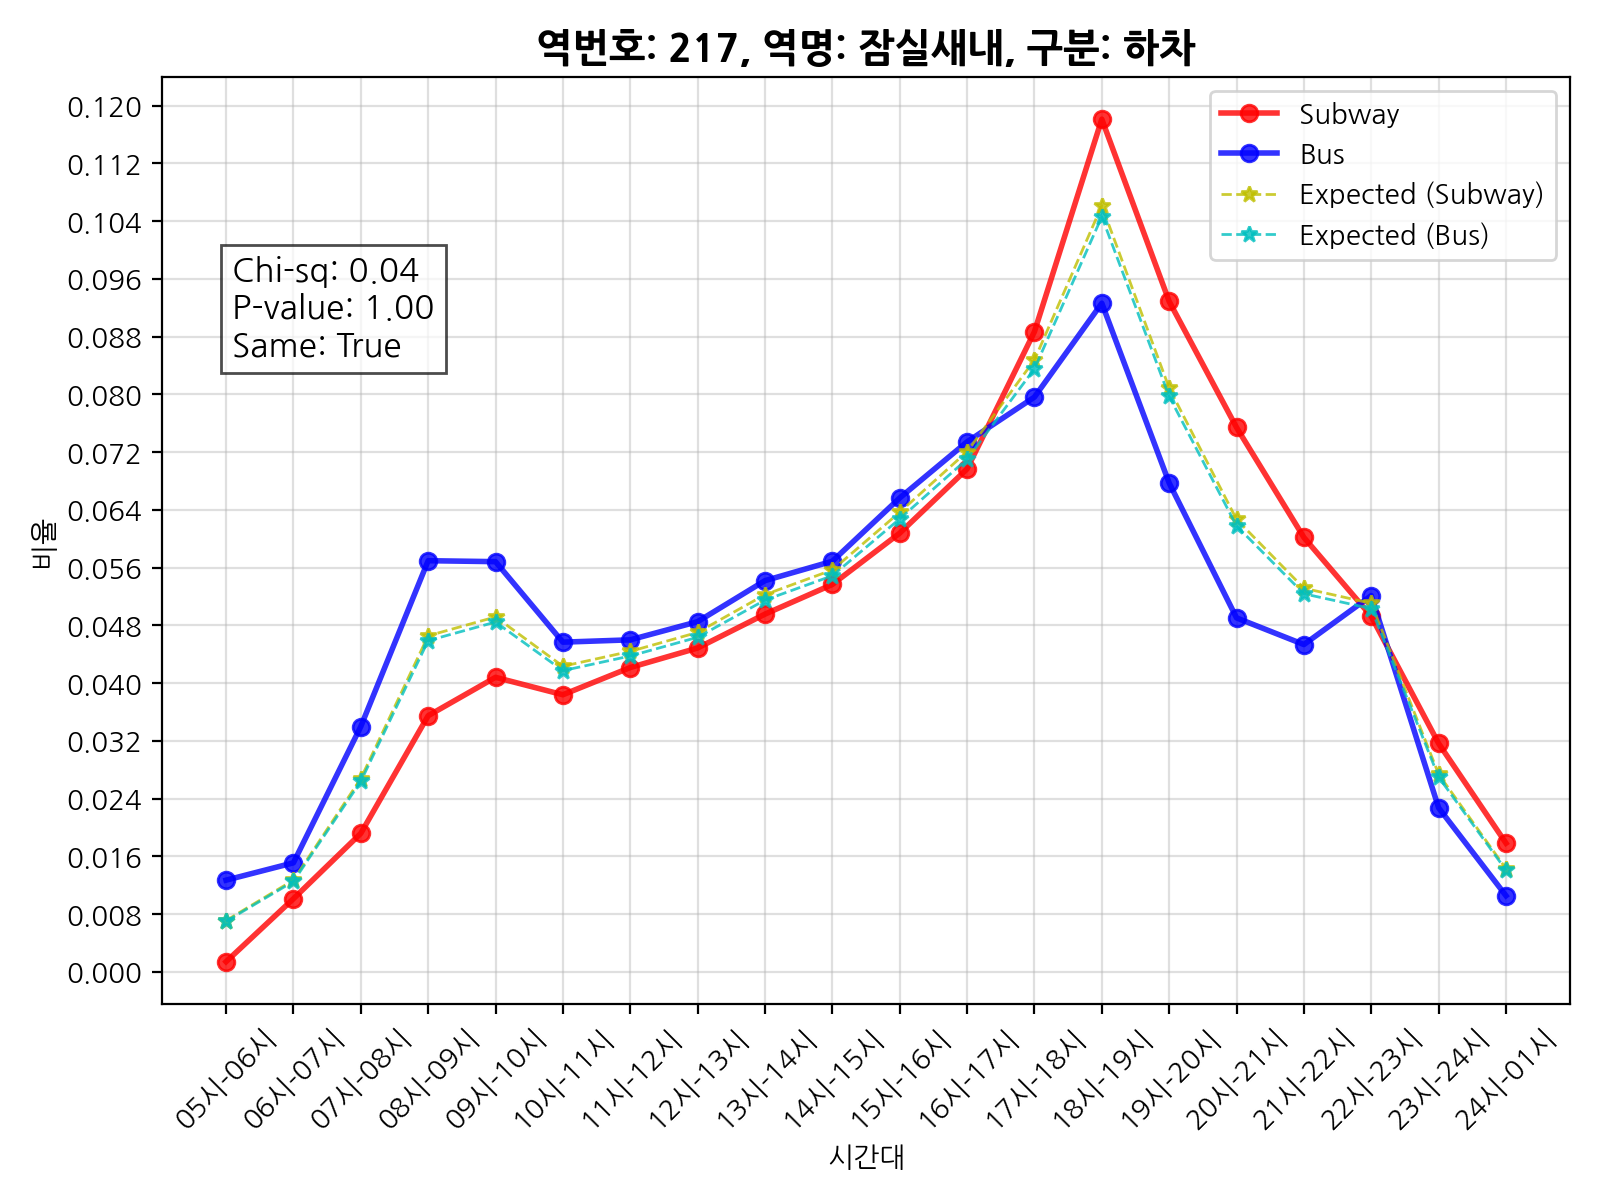 역번호: 217, 역명: 잠실새내, 구분: 하차
0.120
0.112
0.104
0.096
0.088
0.080
0.072
0.064
0.056
0.048
0.040
0.032
0.024
0.016
0.008
0.000
비율
Subway
Bus
Expected (Subway)
Expected (Bus)
Chi-sq: 0.04
P-value: 1.00
Same: True
05시-06시
06시-07시
07시-08시
08시-09시
09시-10시
10시-11시
11시-12시
12시-13시
13시-14시
14시-15시
15시-16시
16시-17시
17시-18시
18시-19시
19시-20시
20시-21시
21시-22시
22시-23시
23시-24시
24시-01시
시간대